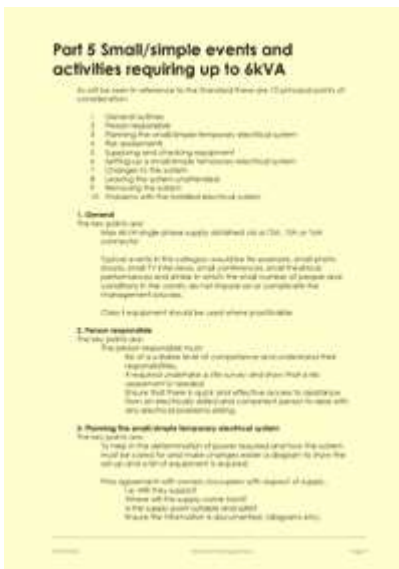 Part 5 Small/simple events and
activities requiring up to 6kVA
As will be seen in reference to the Standard there are 10 principal points of
consideration:
1 General outlines
2 Person responsible
3 Planning the small/simple temporary electrical system
4 Risk assessments
5 Supplying and checking equipment
6 Setting up a small/simple temporary electrical system
7 Changes to the system
8 Leaving the system unattended
9 Removing the system
10 Problems with the installed electrical system
1. General
The key points are:
Max 6kVA single phase supply obtained via a 13A, or 16A
connector
Typical events in this category would be for example, small photo
shoots, small TV interviews, small conferences, small theatrical
performances and similar in which the small number of people and
conditions in the vicinity do not impose on or complicate the
management process.
Class II equipment should be used where practicable
2. Person responsible
The key points are:
The person responsible must:
Be of a suitable level of competence and understand their
responsibilities.
If required undertake a site survey and show that a risk
assessment is needed
Ensure that there is quick and effective access to assistance
from an electrically skilled and competent person to deal with
any electrical problems arising.
3. Planning the small/simple temporary electrical system
The key points are:
To help in the determination of power required and how the system
must be cared for and make changes easier a diagram to show the
set-up and a list of equipment is required.
Prior agreement with owners/occupiers with respect of supply.
i.e. Will they support?
Where will the supply come from?
Is the supply point suitable and safe?
Ensure the information is documented, (diagrams etc).